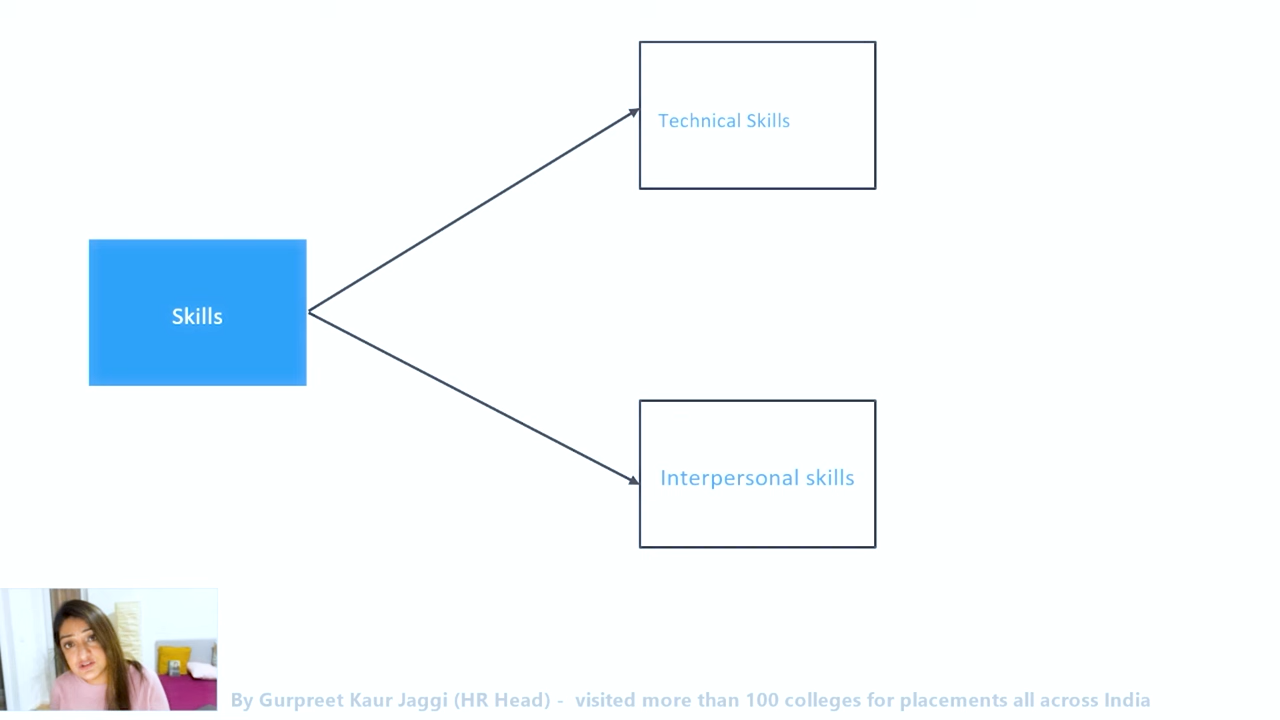 Technical Skills
Skills
Interpersonal skills
By Gurpreet Kaur Jaggi (HR Head) - visited more than 100 colleges for placements all across India